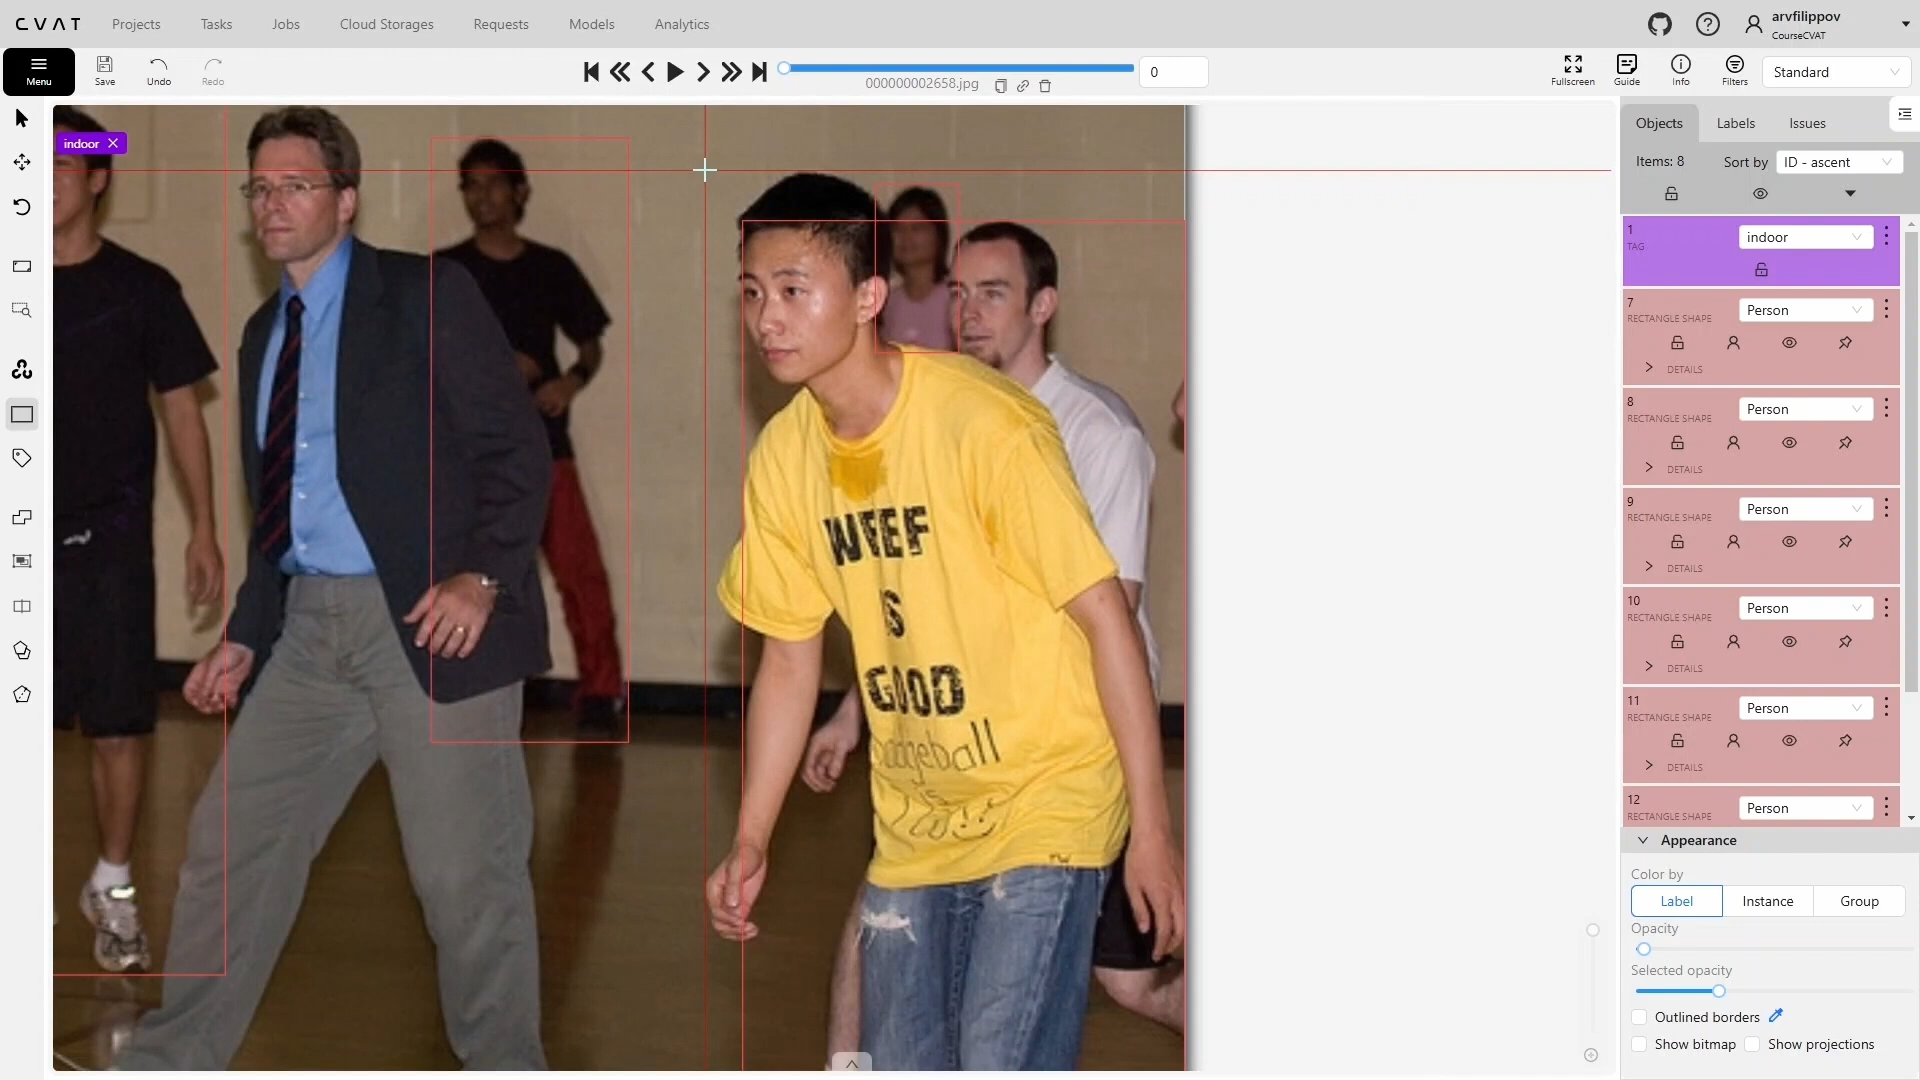 CVAT Projects Tasks Jobs Cloud Storages Requests Models Analytics arvfilippov
CourseCVAT
Menu Save Undo Redo 000000002658.jpg 0 Fullscreen Guide Info Filters Standard
indoor
WEEF
IS
GOOD
Dodgeball
Objects Labels Issues
Items: 8 Sort by ID - ascent
1 indoor
TAG
7 Person
RECTANGLE SHAPE
DETAILS
8 Person
RECTANGLE SHAPE
DETAILS
9 Person
RECTANGLE SHAPE
DETAILS
10 Person
RECTANGLE SHAPE
DETAILS
11 Person
RECTANGLE SHAPE
DETAILS
12 Person
RECTANGLE SHAPE
Appearance
Color by
Label Instance Group
Opacity
Selected opacity
Outlined borders
Show bitmap Show projections